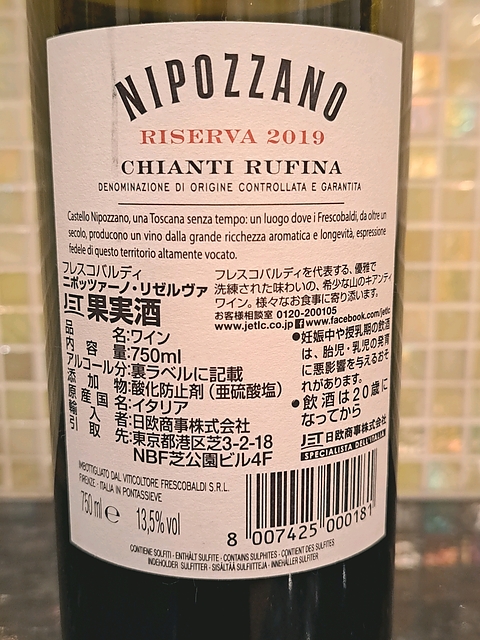 NIPOZZANO
RISERVA 2019
CHIANTI RUFINA
DENOMINAZIONE DI ORIGINE CONTROLLATA E GARANTITA
Castello Nipozzano, una Toscana senza tempo: un luogo dove i Frescobaldi, da oltre un
secolo, producono un vino dalla grande ricchezza aromatica e longevità, espressione
fedele di questo territorio altamente vocato.
フレスコバルディ
ニポッツァーノ・リゼルヴァ
JET 果実酒
品名:ワイン
内容量:750ml
アルコール分:裏ラベルに記載
添加物:酸化防止剤(亜硫酸塩)
原産国名:イタリア
輸入者:日欧商事株式会社
引取先:東京都港区芝3-2-18
NBF芝公園ビル4F
フレスコバルディを代表する、優雅で
洗練された味わいの、希少な山のキアンティ
ワイン。様々なお食事に寄り添います。
お客様相談室 0120-200105
www.jetlc.co.jp f www.facebook.com/jetlc
●妊娠中や授乳期の飲酒
は、胎児・乳児の発育
に悪影響を与えるおそ
れがあります。
●飲酒は20歳に
なってから
JET 日欧商事株式会社
SPECIALISTA DELL'ITALIA
IMBOTTIGLIATO DAL VITICOLTORE FRESCOBALDI S.R.L.
FIRENZE - ITALIA IN PONTASSIEVE
750 ml e 13,5% vol
8 007425 000181
CONTIENE SOLFITI - ENTHÄLT SULFITE - CONTAINS SULPHITES - CONTIENT DES SULFITES
INDEHOLDER SULFITTER - SISÄLTÄÄ SULFIITTEJA - INNEHÅLLER SULFITER